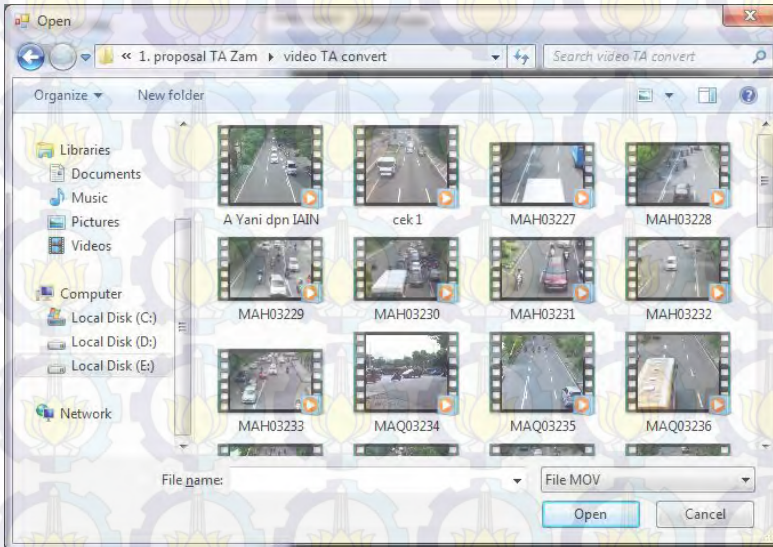 Open
« 1. proposal TA Zam ▸ video TA convert
Search video TA convert
Organize
New folder
Libraries
Documents
Music
Pictures
Videos
Computer
Local Disk (C:)
Local Disk (D:)
Local Disk (E:)
Network
A Yani dpn IAIN
cek 1
MAH03227
MAH03228
MAH03229
MAH03230
MAH03231
MAH03232
MAH03233
MAQ03234
MAQ03235
MAQ03236
File name:
File MOV
Open
Cancel